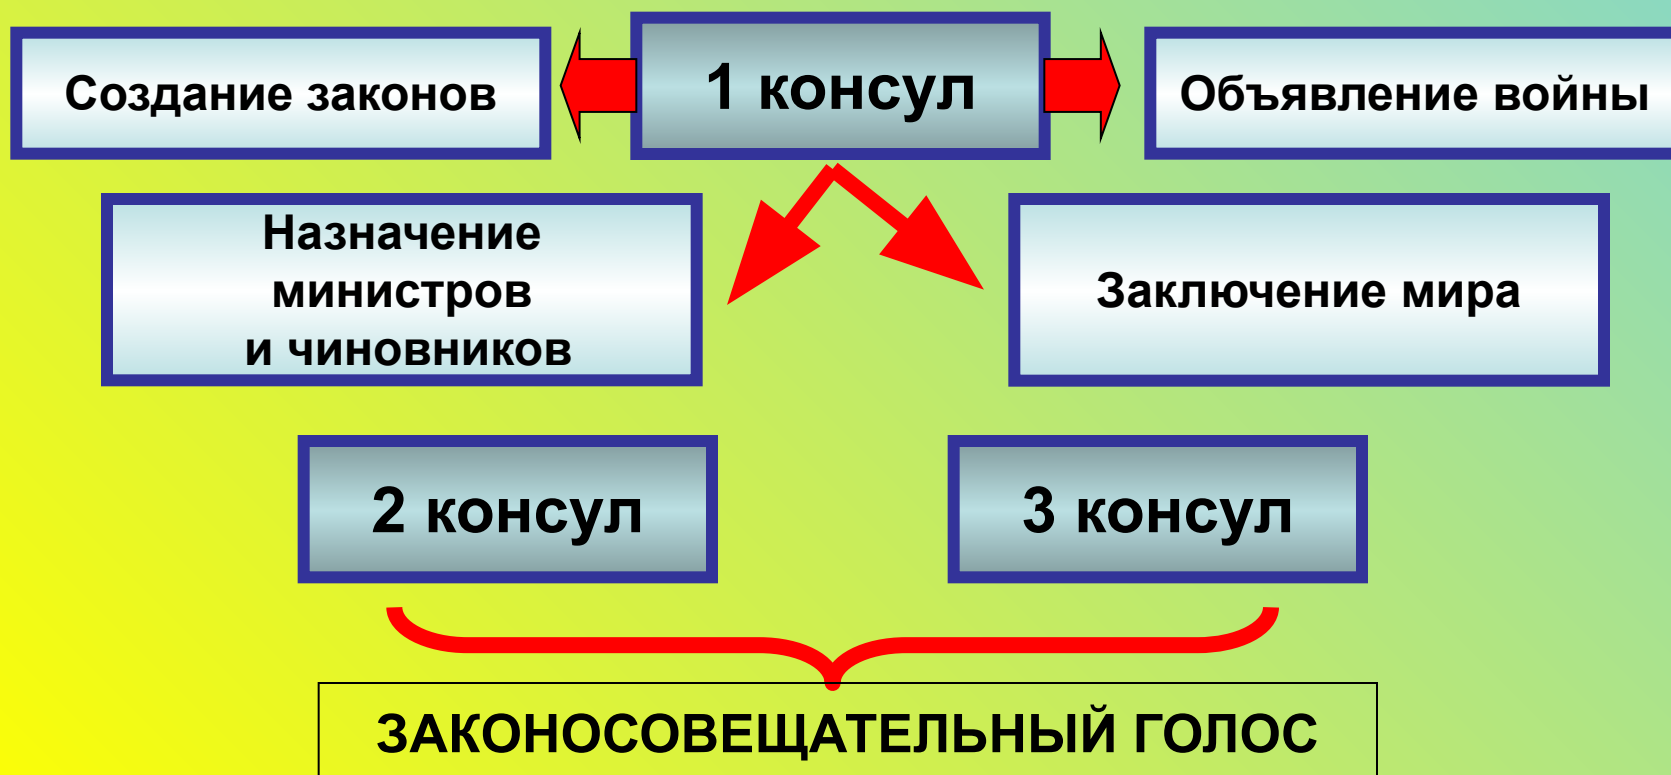 Создание законов
1 консул
Объявление войны
Назначение
министров
и чиновников
Заключение мира
2 консул
3 консул
ЗАКОНОСОВЕЩАТЕЛЬНЫЙ ГОЛОС